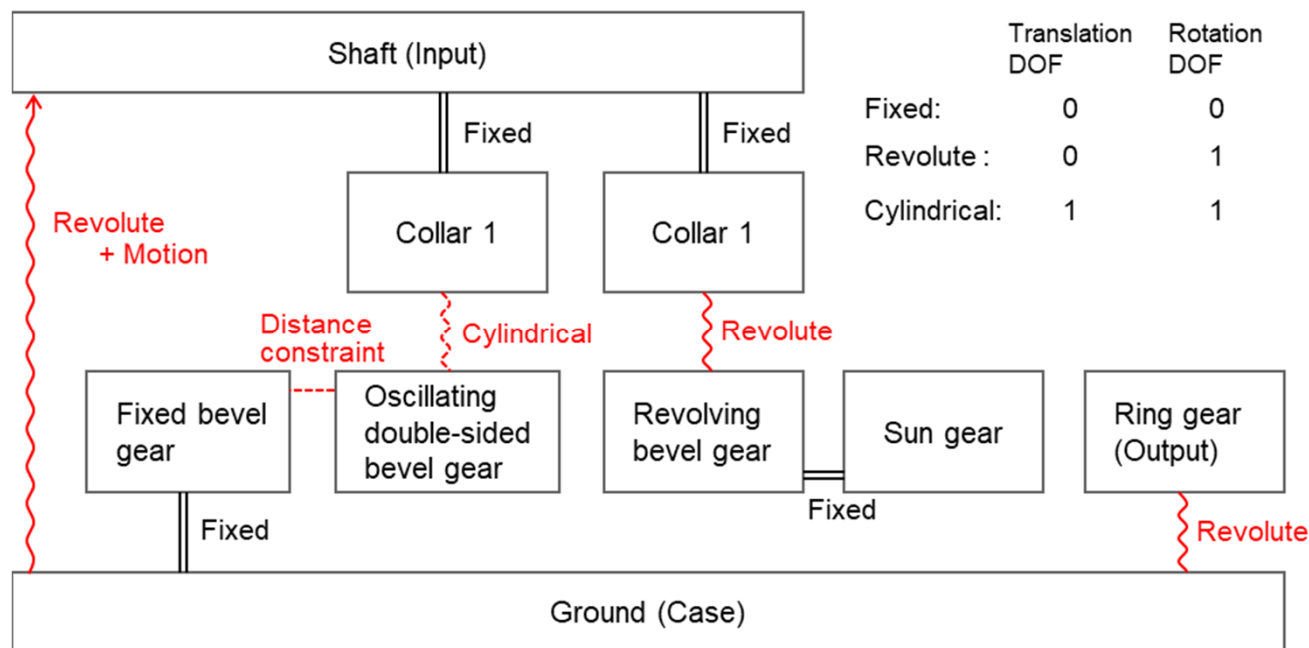 Shaft (Input)
Translation
DOF
Rotation
DOF
Fixed: 0 0
Revolute : 0 1
Cylindrical: 1 1
Fixed
Fixed
Collar 1
Collar 1
Revolute
+ Motion
Distance
constraint
Cylindrical
Revolute
Fixed bevel
gear
Oscillating
double-sided
bevel gear
Revolving
bevel gear
Sun gear
Ring gear
(Output)
Fixed
Fixed
Revolute
Ground (Case)